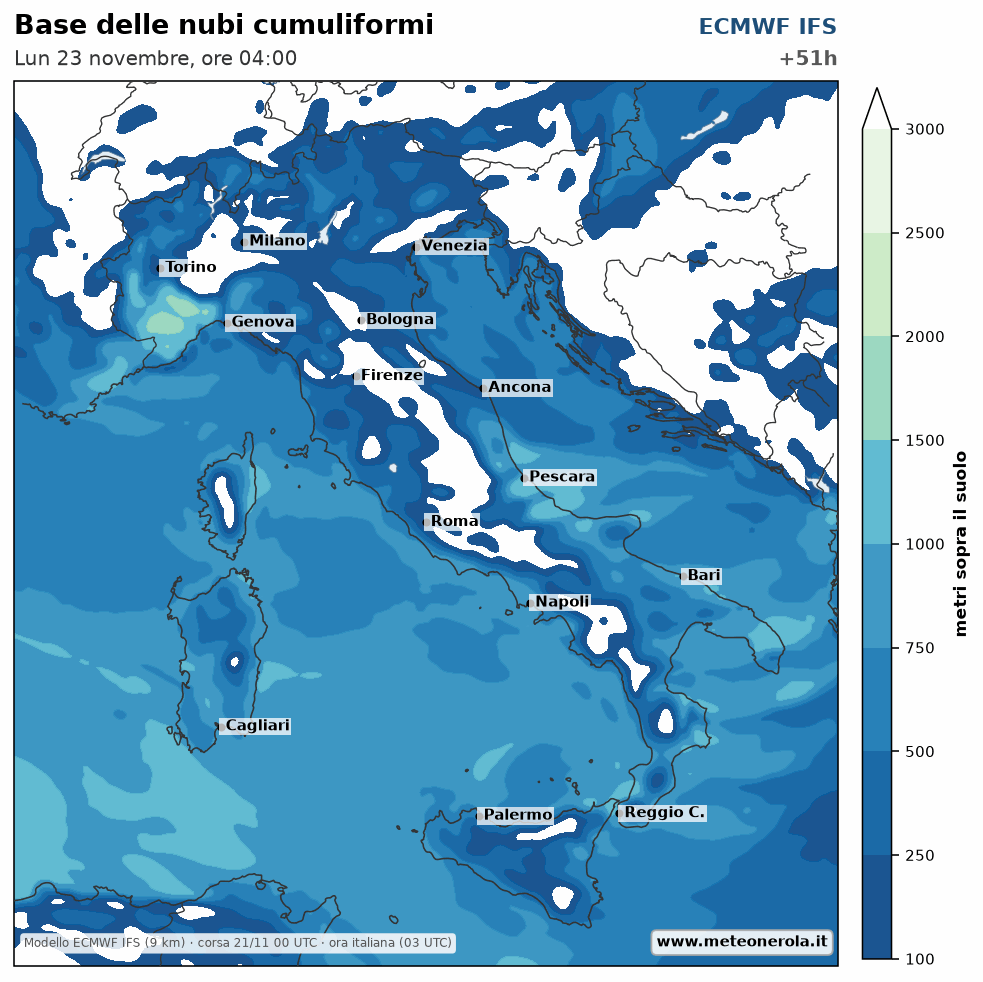 Base delle nubi cumuliformi
ECMWF IFS
Lun 23 novembre, ore 04:00
+51h
3000
2500
2000
1500
1000
750
500
250
100
metri sopra il suolo
Milano
Venezia
Torino
Genova
Bologna
Firenze
Ancona
Pescara
Roma
Bari
Napoli
Cagliari
Palermo
Reggio C.
Modello ECMWF IFS (9 km) · corsa 21/11 00 UTC · ora italiana (03 UTC)
www.meteonerola.it